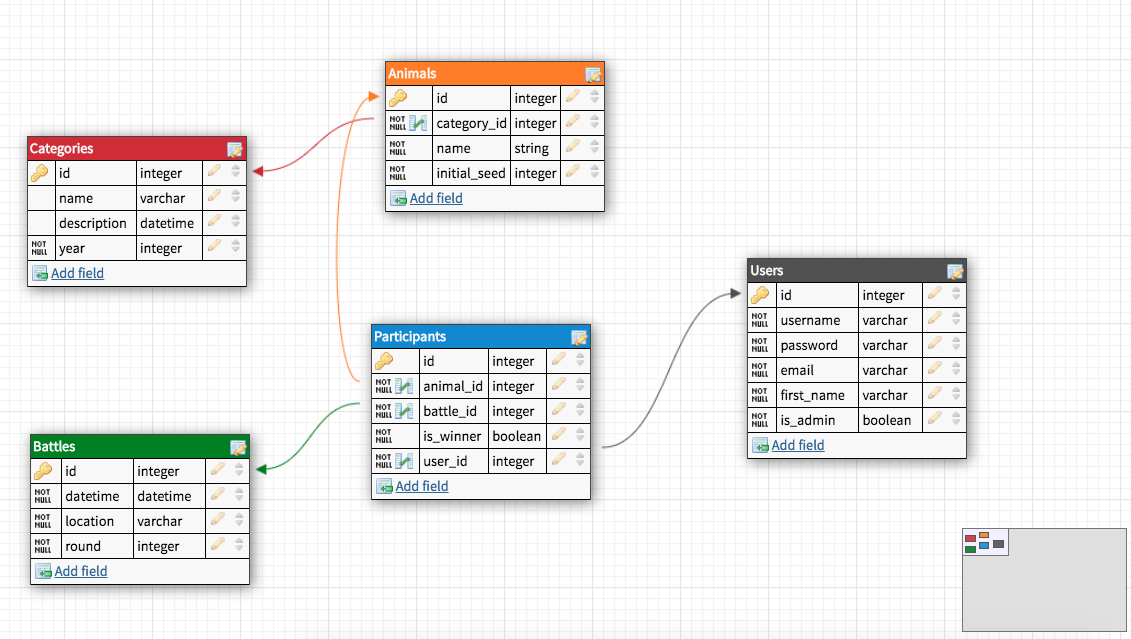 Animals
id integer
NOT NULL category_id integer
NOT NULL name string
NOT NULL initial_seed integer
Add field
Categories
id integer
name varchar
description datetime
NOT NULL year integer
Add field
Users
id integer
NOT NULL username varchar
NOT NULL password varchar
NOT NULL email varchar
NOT NULL first_name varchar
NOT NULL is_admin boolean
Add field
Participants
id integer
NOT NULL animal_id integer
NOT NULL battle_id integer
NOT NULL is_winner boolean
NOT NULL user_id integer
Add field
Battles
id integer
NOT NULL datetime datetime
NOT NULL location varchar
NOT NULL round integer
Add field